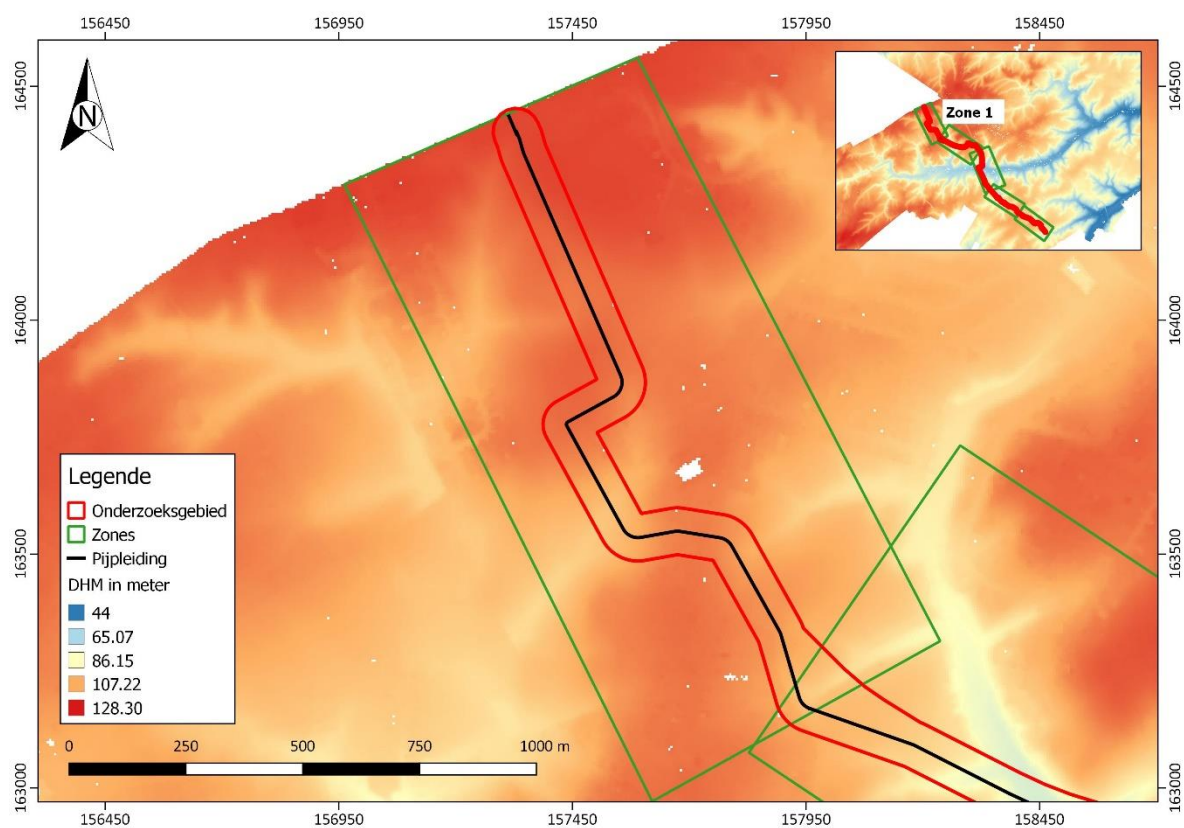 156450 156950 157450 157950 158450
164500 164500
N
Zone 1
164000 164000
Legende
Onderzoeksgebied
Zones
Pijpleiding
DHM in meter
44
65.07
86.15
107.22
128.30
163500 163500
0 250 500 750 1000 m
163000 163000
156450 156950 157450 157950 158450